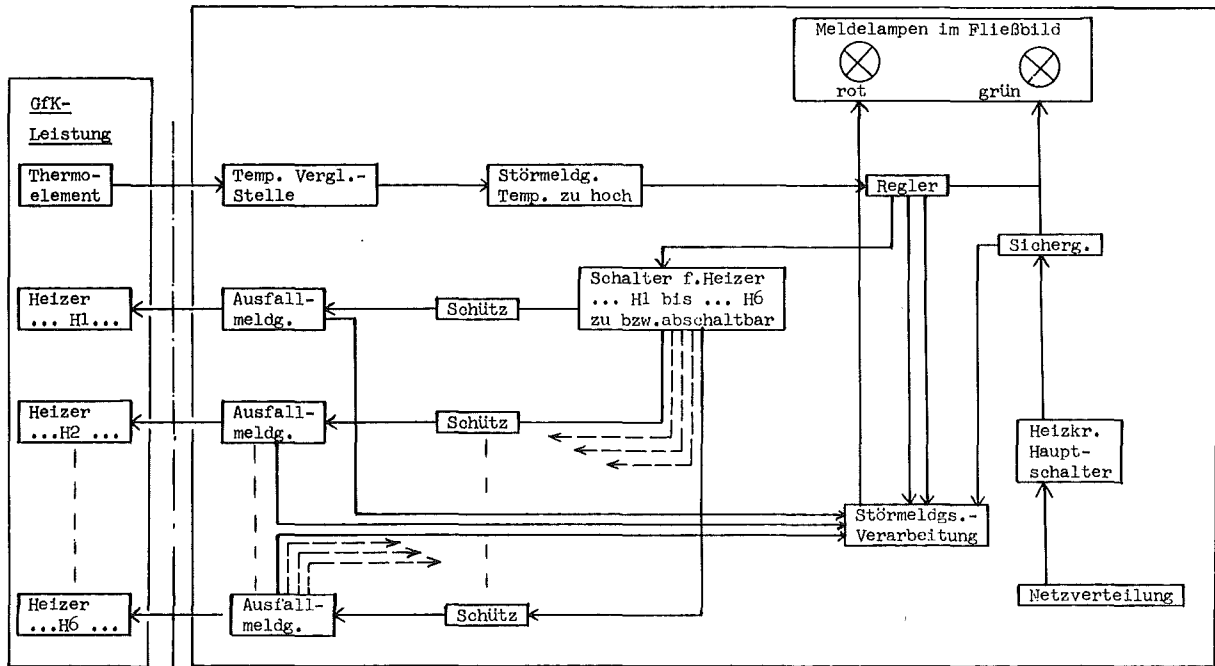 Meldelampen im Fließbild
rot
grün
GfK-
Leistung
Thermo-
element
Temp. Vergl.-
Stelle
Störmeldg.
Temp. zu hoch
Regler
Sicherg.
Schalter f.Heizer
... H1 bis ... H6
zu bzw.abschaltbar
Heizer
... H1...
Ausfall-
meldg.
Schütz
Heizer
...H2 ...
Ausfall-
meldg.
Schütz
Heizkr.
Haupt-
schalter
Störmeldgs.-
Verarbeitung
Netzverteilung
Heizer
...H6 ...
Ausfall-
meldg.
Schütz